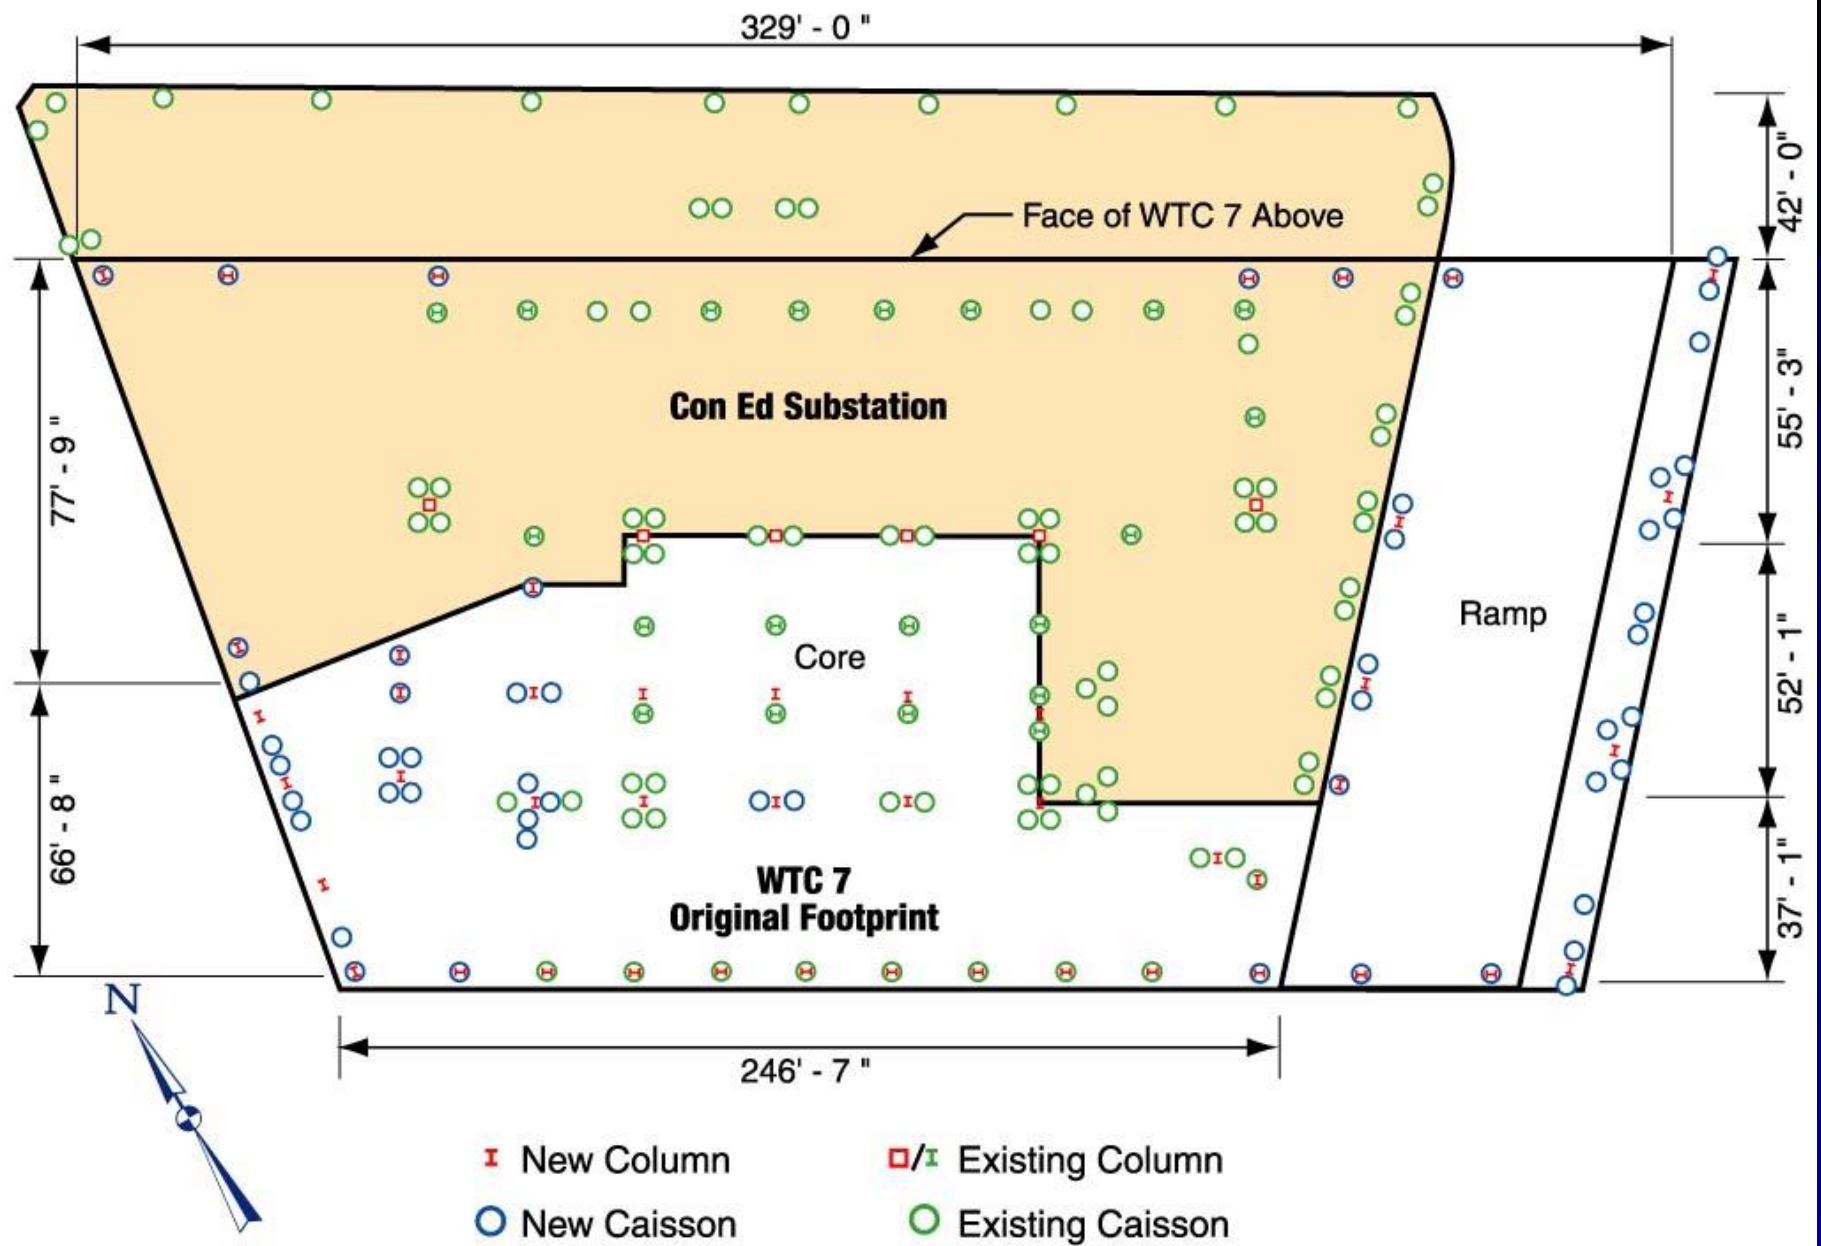 329' - 0 "
42' - 0"
Face of WTC 7 Above
55' - 3"
Con Ed Substation
77' - 9 "
Ramp
Core
52' - 1"
66' - 8 "
WTC 7
Original Footprint
37' - 1"
N
246' - 7 "
New Column
/ Existing Column
New Caisson
Existing Caisson